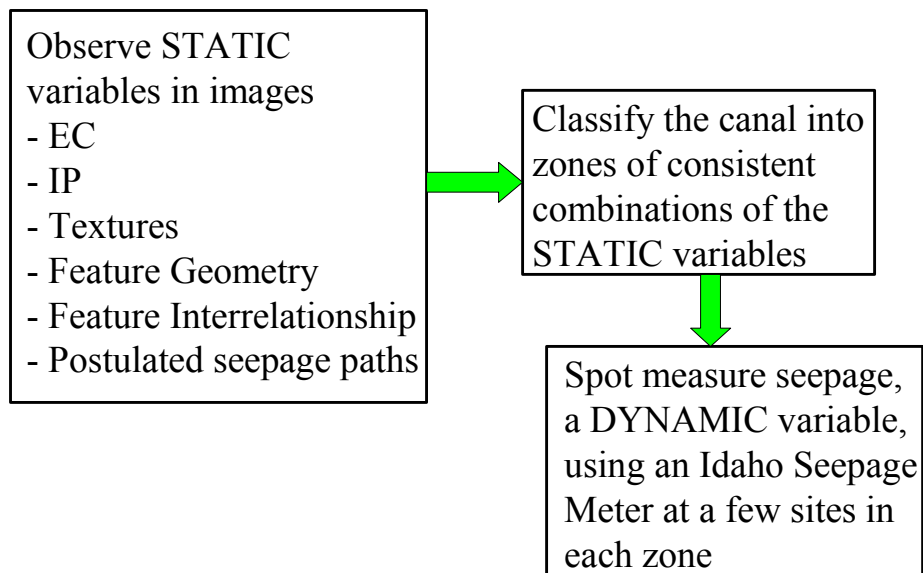 Observe STATIC
variables in images
- EC
- IP
- Textures
- Feature Geometry
- Feature Interrelationship
- Postulated seepage paths
Classify the canal into
zones of consistent
combinations of the
STATIC variables
Spot measure seepage,
a DYNAMIC variable,
using an Idaho Seepage
Meter at a few sites in
each zone